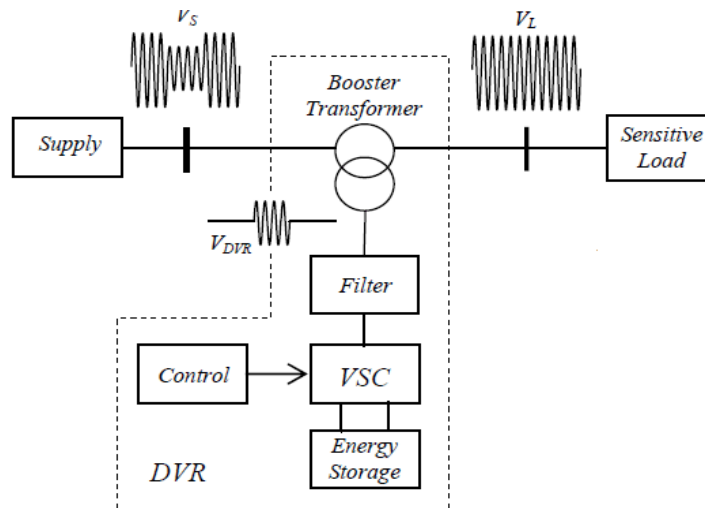 V_S
V_L
Booster
Transformer
Supply
Sensitive
Load
V_DVR
Filter
Control
VSC
Energy
Storage
DVR